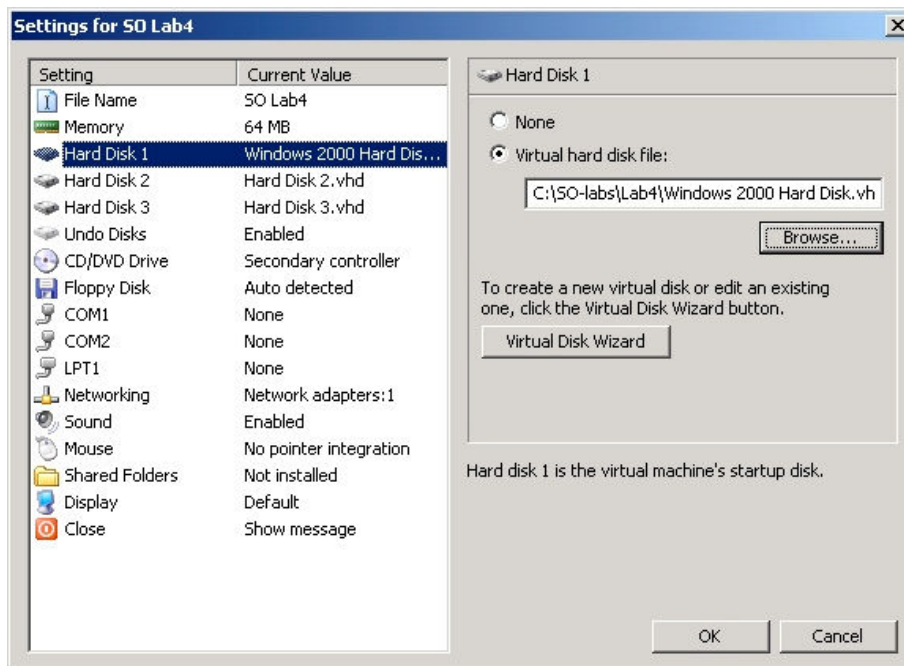 Settings for SO Lab4
Setting Current Value
File Name SO Lab4
Memory 64 MB
Hard Disk 1 Windows 2000 Hard Dis...
Hard Disk 2 Hard Disk 2.vhd
Hard Disk 3 Hard Disk 3.vhd
Undo Disks Enabled
CD/DVD Drive Secondary controller
Floppy Disk Auto detected
COM1 None
COM2 None
LPT1 None
Networking Network adapters:1
Sound Enabled
Mouse No pointer integration
Shared Folders Not installed
Display Default
Close Show message
Hard Disk 1
None
Virtual hard disk file:
C:\SO-labs\Lab4\Windows 2000 Hard Disk.vh
Browse...
To create a new virtual disk or edit an existing
one, click the Virtual Disk Wizard button.
Virtual Disk Wizard
Hard disk 1 is the virtual machine's startup disk.
OK Cancel